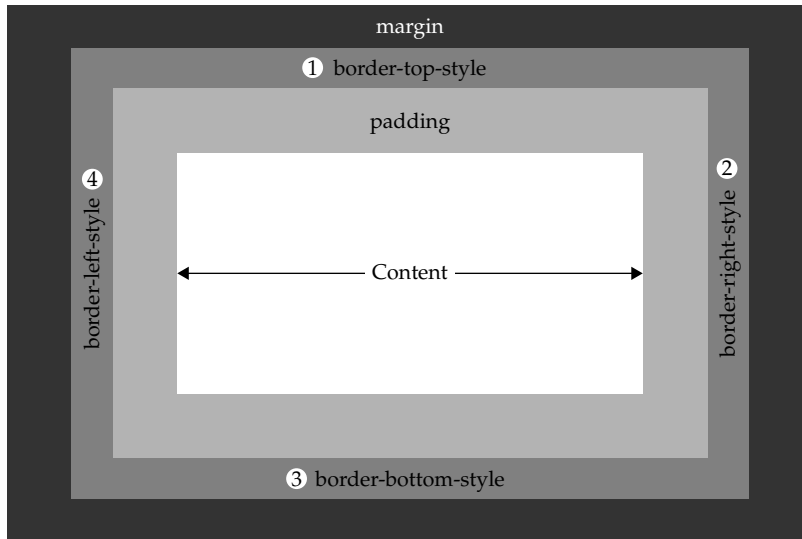 margin
1 border-top-style
padding
4 border-left-style
2 border-right-style
Content
3 border-bottom-style